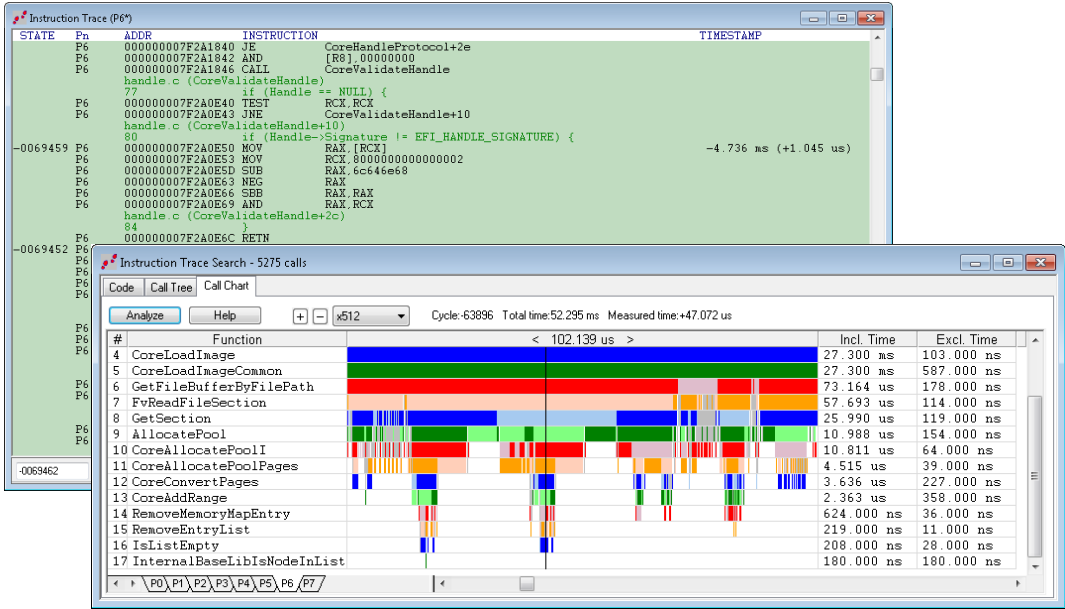 Instruction Trace (P6*)
STATE Pn ADDR INSTRUCTION TIMESTAMP
P6 000000007F2A1840 JE CoreHandleProtocol+2e
P6 000000007F2A1842 AND [R8],00000000
P6 000000007F2A1846 CALL CoreValidateHandle
handle.c (CoreValidateHandle)
77 if (Handle == NULL) {
P6 000000007F2A0E40 TEST RCX,RCX
P6 000000007F2A0E43 JNE CoreValidateHandle+10
handle.c (CoreValidateHandle+10)
80 if (Handle->Signature != EFI_HANDLE_SIGNATURE) {
-0069459 P6 000000007F2A0E50 MOV RAX,[RCX] -4.736 ms (+1.045 us)
P6 000000007F2A0E53 MOV RCX,8000000000000002
P6 000000007F2A0E5D SUB RAX,6c646e68
P6 000000007F2A0E63 NEG RAX
P6 000000007F2A0E66 SBB RAX,RAX
P6 000000007F2A0E69 AND RAX,RCX
handle.c (CoreValidateHandle+2c)
84 }
P6 000000007F2A0E6C RETN
-0069452 P6
P6
P6
P6
P6
P6
P6
P6
P6
P6
P6
P6
-0069462
Instruction Trace Search - 5275 calls
Code Call Tree Call Chart
Analyze Help + - x512 Cycle:-63896 Total time:52.295 ms Measured time:+47.072 us
# Function < 102.139 us > Incl. Time Excl. Time
4 CoreLoadImage 27.300 ms 103.000 ns
5 CoreLoadImageCommon 27.300 ms 587.000 ns
6 GetFileBufferByFilePath 73.164 us 178.000 ns
7 FvReadFileSection 57.693 us 114.000 ns
8 GetSection 25.990 us 119.000 ns
9 AllocatePool 10.988 us 154.000 ns
10 CoreAllocatePoolI 10.811 us 64.000 ns
11 CoreAllocatePoolPages 4.515 us 39.000 ns
12 CoreConvertPages 3.636 us 227.000 ns
13 CoreAddRange 2.363 us 358.000 ns
14 RemoveMemoryMapEntry 624.000 ns 36.000 ns
15 RemoveEntryList 219.000 ns 11.000 ns
16 IsListEmpty 208.000 ns 28.000 ns
17 InternalBaseLibIsNodeInList 180.000 ns 180.000 ns
P0 P1 P2 P3 P4 P5 P6 P7